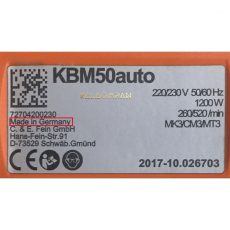 KBM50auto
220/230 V 50/60 Hz
1200 W
260/520 /min
MK3/CM3/MT3
72704200230
Made in Germany
C. & E. Fein GmbH
Hans-Fein-Str.91
D-73529 Schwäb.Gmünd
2017-10.026703